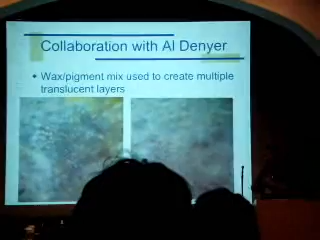 Collaboration with Al Denyer
Wax/pigment mix used to create multiple
translucent layers